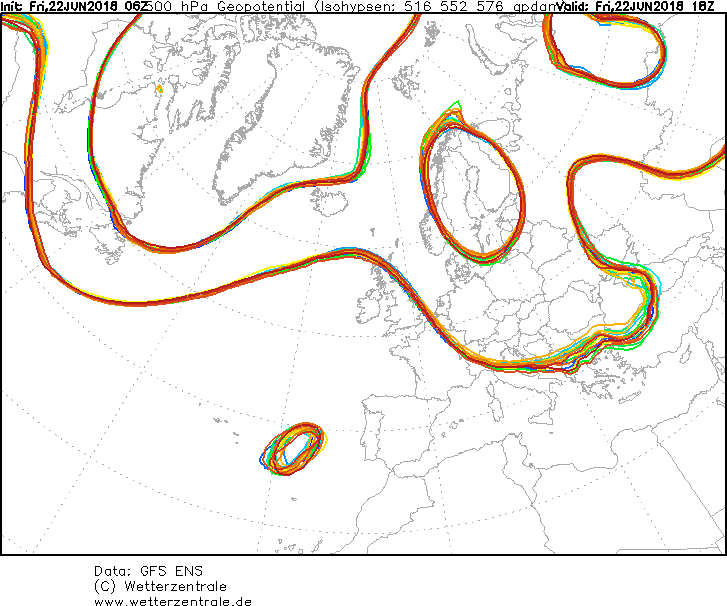 Init: Fri,22JUN2018 06Z 500 hPa Geopotential (Isohypsen: 516 552 576 gpdam) Valid: Fri,22JUN2018 18Z
Data: GFS ENS
(C) Wetterzentrale
www.wetterzentrale.de